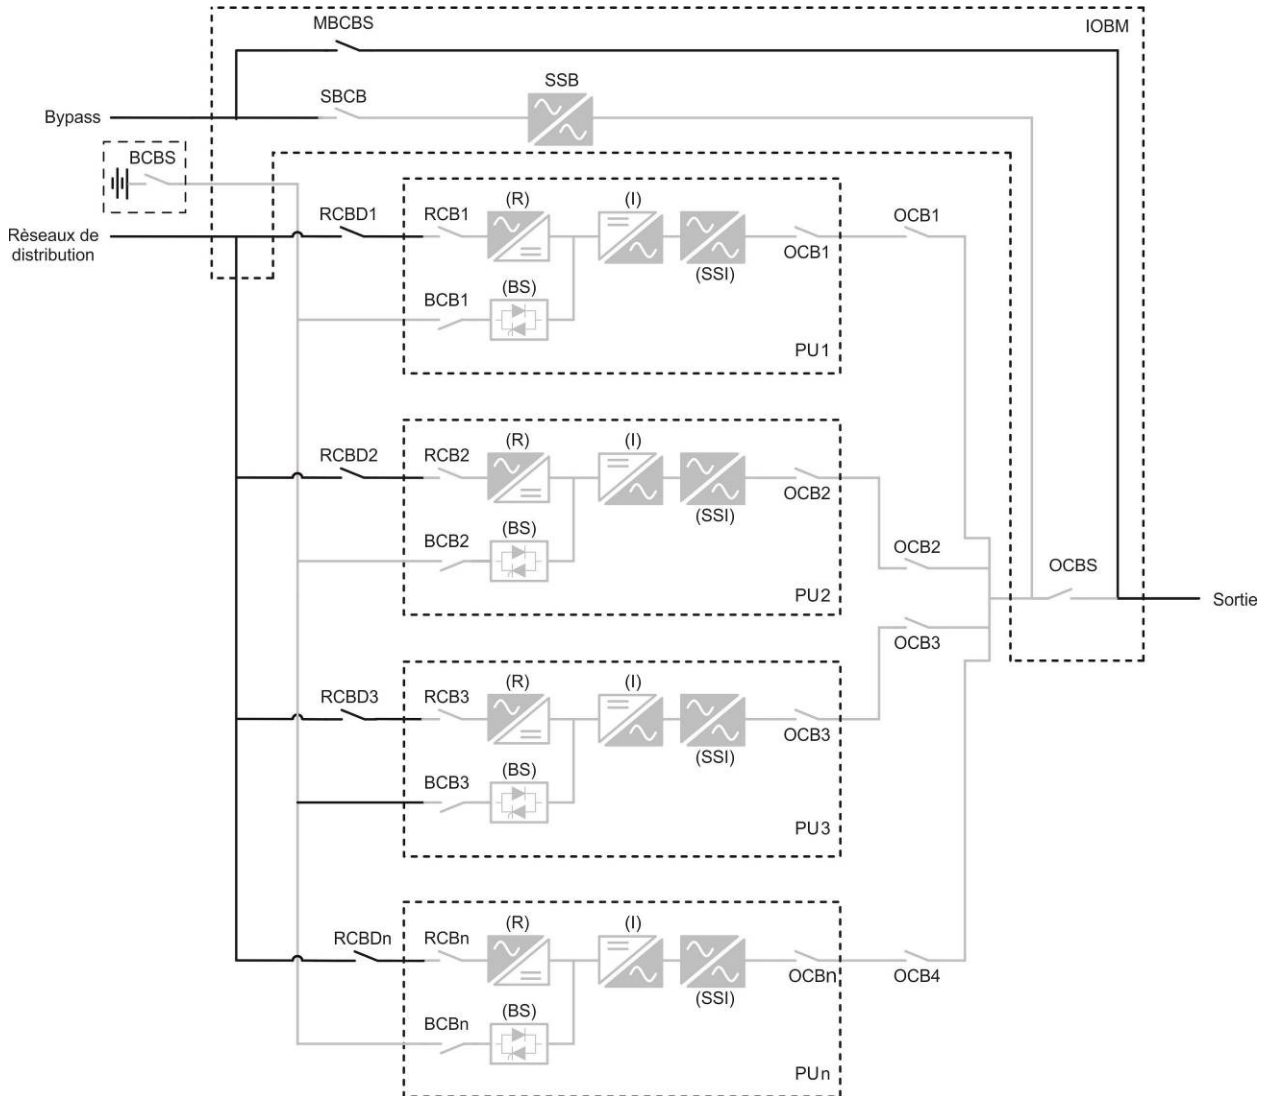 MBCBS
IOBM
SSB
SBCB
Bypass
BCBS
(R)
(I)
RCBD1
RCB1
OCB1
Rèseaux de
distribution
OCB1
(SSI)
BCB1
(BS)
PU1
(R)
(I)
RCBD2
RCB2
OCB2
(SSI)
BCB2
(BS)
OCB2
OCBS
PU2
Sortie
OCB3
(R)
(I)
RCBD3
RCB3
OCB3
(SSI)
BCB3
(BS)
PU3
(R)
(I)
RCBDn
RCBn
OCBn
OCB4
(SSI)
BCBn
(BS)
PUn